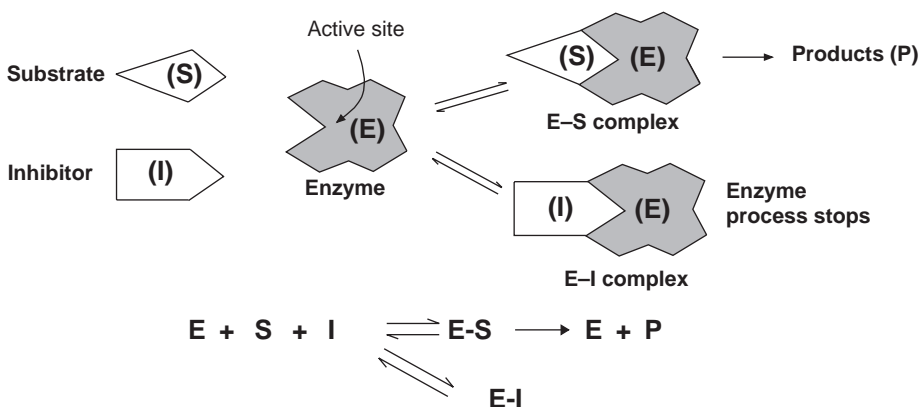 Active site
Substrate
(S)
(S)
(E)
Products (P)
E–S complex
(E)
Inhibitor
(I)
Enzyme
(I)
(E)
Enzyme
process stops
E–I complex
E + S + I
E-S
E + P
E-I